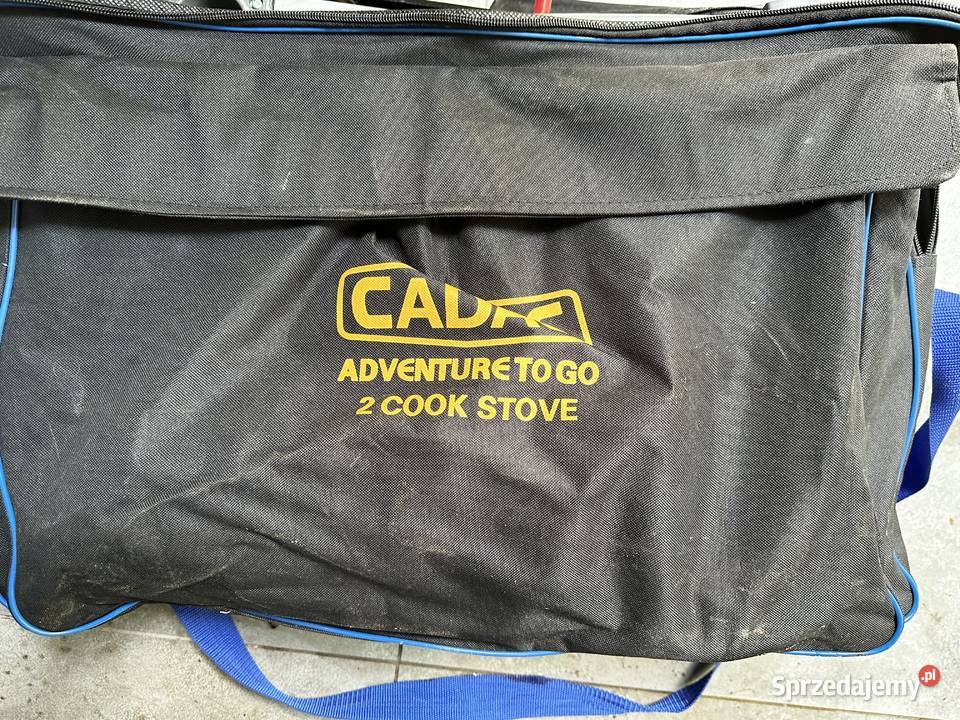 CADAC
ADVENTURE TO GO
2 COOK STOVE
Sprzedajemy.pl